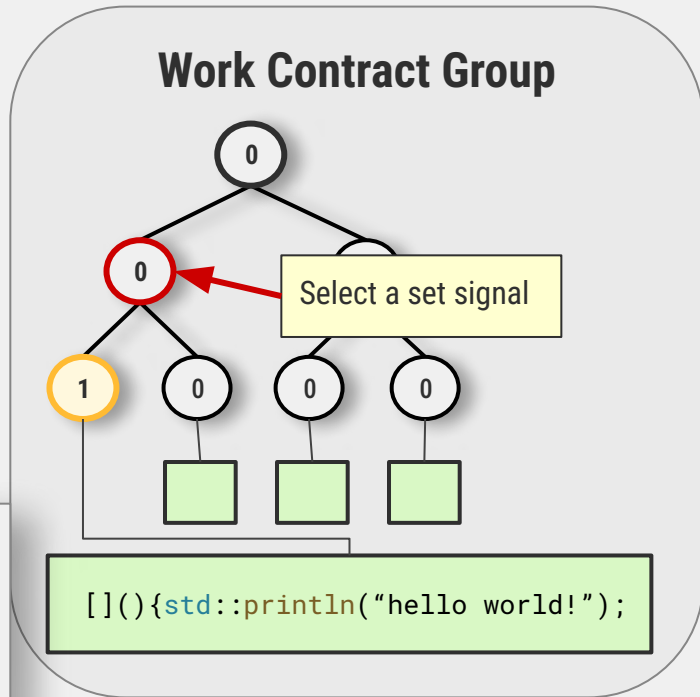 Work Contract Group
0
0
Select a set signal
1
0
0
0
[](){std::println(“hello world!”);